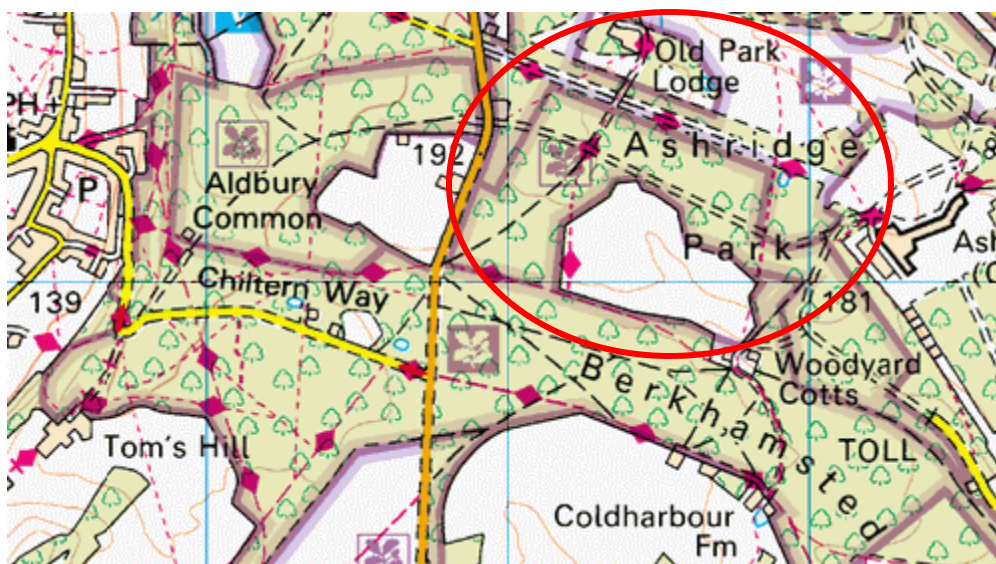 Old Park
Lodge
PH +
192
Ashridge
P
Aldbury
Common
Park
Chiltern Way
139
181
Berkhamsted
Woodyard
Cotts
Tom's Hill
TOLL
Coldharbour
Fm